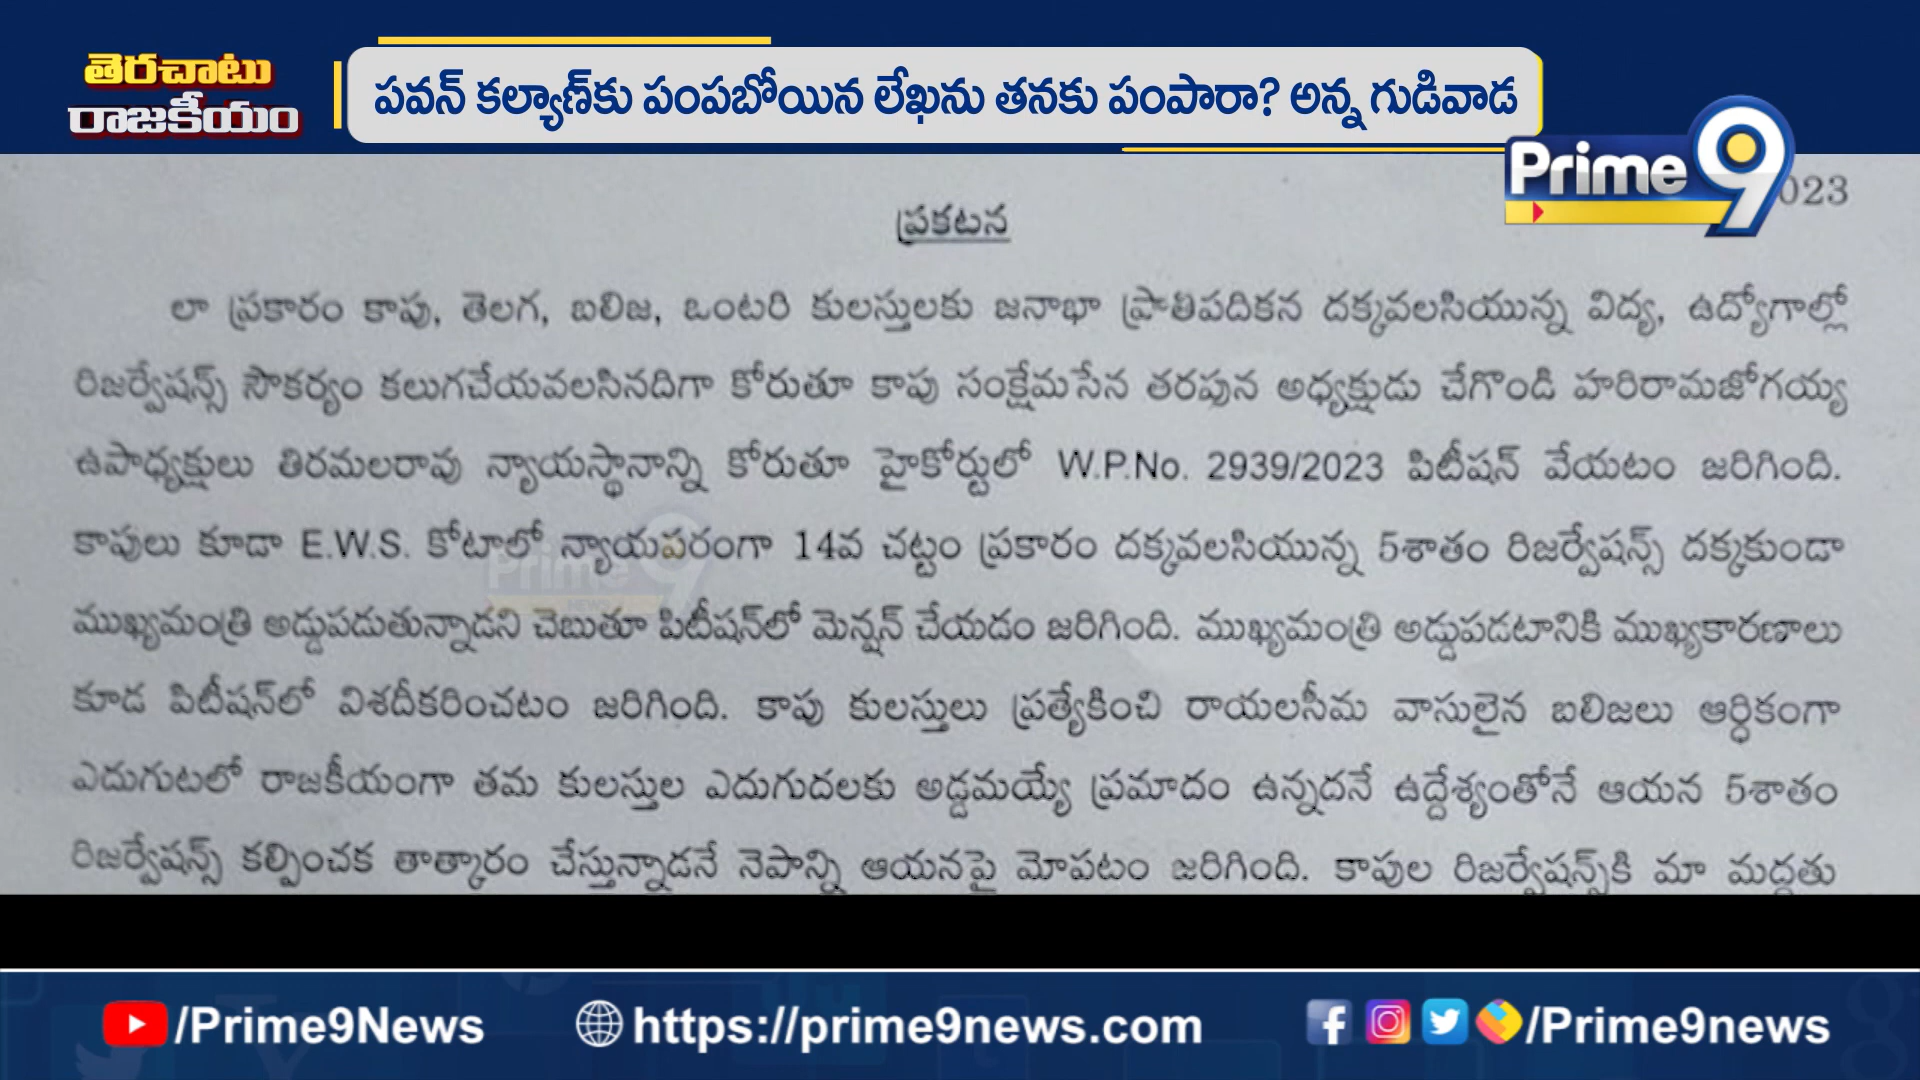 తెరచాటు
రాజకీయం
పవన్ కల్యాణ్‌కు పంపబోయిన లేఖను తనకు పంపారా? అన్న గుడివాడ
Prime9
023
ప్రకటన
లా ప్రకారం కాపు, తెలగ, బలిజ, ఒంటరి కులస్తులకు జనాభా ప్రాతిపదికన దక్కవలసియున్న విద్య, ఉద్యోగాల్లో
రిజర్వేషన్స్ సౌకర్యం కలుగచేయవలసినదిగా కోరుతూ కాపు సంక్షేమసేన తరపున అధ్యక్షుడు చేగొండి హరిరామజోగయ్య
ఉపాధ్యక్షులు తిరమలరావు న్యాయస్థానాన్ని కోరుతూ హైకోర్టులో W.P.No. 2939/2023 పిటీషన్ వేయటం జరిగింది.
కాపులు కూడా E.W.S. కోటాలో న్యాయపరంగా 14వ చట్టం ప్రకారం దక్కవలసియున్న 5శాతం రిజర్వేషన్స్ దక్కకుండా
ముఖ్యమంత్రి అడ్డుపడుతున్నాడని చెబుతూ పిటీషన్‌లో మెన్షన్ చేయడం జరిగింది. ముఖ్యమంత్రి అడ్డుపడటానికి ముఖ్యకారణాలు
కూడ పిటీషన్‌లో విశదీకరించటం జరిగింది. కాపు కులస్తులు ప్రత్యేకించి రాయలసీమ వాసులైన బలిజలు ఆర్ధికంగా
ఎదుగుటలో రాజకీయంగా తమ కులస్తుల ఎదుగుదలకు అడ్డమయ్యే ప్రమాదం ఉన్నదనే ఉద్దేశ్యంతోనే ఆయన 5శాతం
రిజర్వేషన్స్ కల్పించక తాత్కారం చేస్తున్నాడనే నెపాన్ని ఆయనపై మోపటం జరిగింది. కాపుల రిజర్వేషన్స్‌కి మా మద్దతు
Prime9
NEWS
/Prime9News
https://prime9news.com
/Prime9news